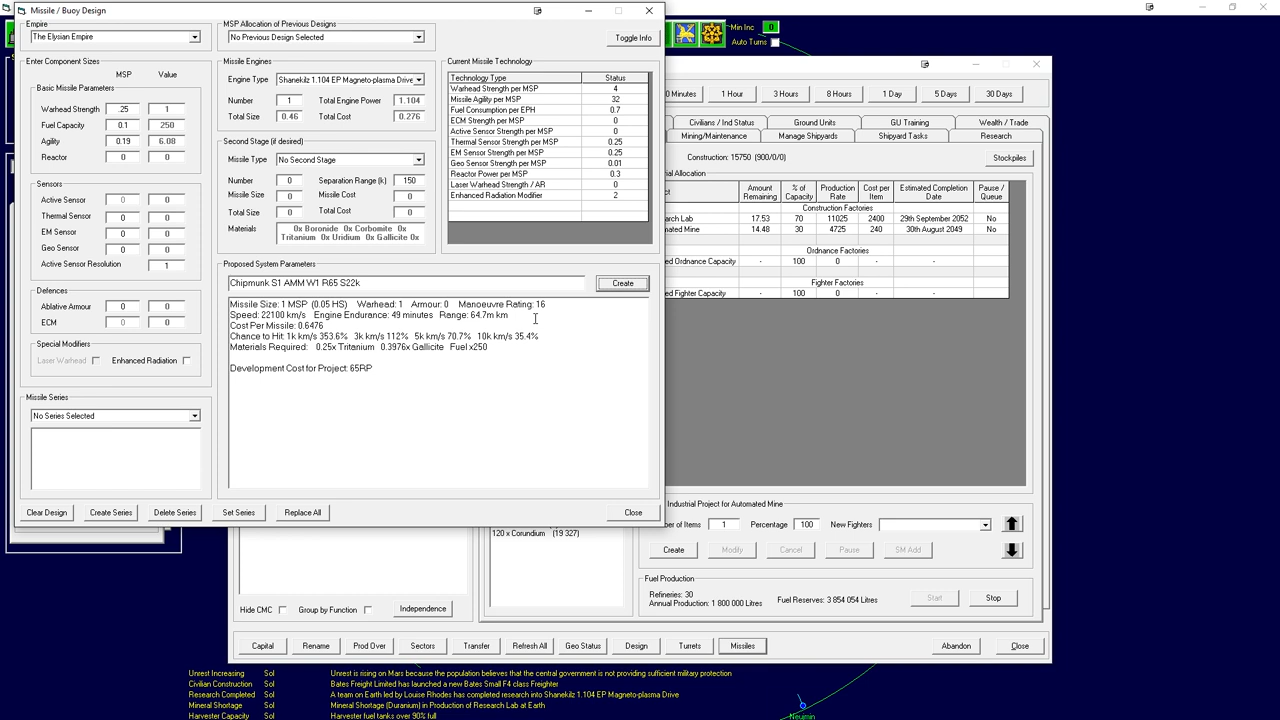 Missile / Buoy Design
Empire
The Elysian Empire
MSP Allocation of Previous Designs
No Previous Design Selected
Toggle Info
Enter Component Sizes
MSP Value
Basic Missile Parameters
Warhead Strength .25 1
Fuel Capacity 0.1 250
Agility 0.19 6.08
Reactor 0 0
Sensors
Active Sensor 0 0
Thermal Sensor 0 0
EM Sensor 0 0
Geo Sensor 0 0
Active Sensor Resolution 1
Defences
Ablative Armour 0 0
ECM 0 0
Special Modifiers
Laser Warhead Enhanced Radiation
Missile Series
No Series Selected
Missile Engines
Engine Type Shanekilz 1.104 EP Magneto-plasma Drive
Number 1 Total Engine Power 1.104
Total Size 0.46 Total Cost 0.276
Second Stage (if desired)
Missile Type No Second Stage
Number 0 Separation Range (k) 150
Missile Size 0 Missile Cost 0
Total Size 0 Total Cost 0
Materials 0x Boronide 0x Corbomite 0x
Tritanium 0x Uridium 0x Gallicite 0x
Current Missile Technology
Technology Type Status
Warhead Strength per MSP 4
Missile Agility per MSP 32
Fuel Consumption per EPH 0.7
ECM Strength per MSP 0
Active Sensor Strength per MSP 0
Thermal Sensor Strength per MSP 0.25
EM Sensor Strength per MSP 0.25
Geo Sensor Strength per MSP 0.01
Reactor Power per MSP 0.3
Laser Warhead Strength / AR 0
Enhanced Radiation Modifier 2
Proposed System Parameters
Chipmunk S1 AMM W1 R65 S22k
Create
Missile Size: 1 MSP (0.05 HS) Warhead: 1 Armour: 0 Manoeuvre Rating: 16
Speed: 22100 km/s Engine Endurance: 49 minutes Range: 64.7m km
Cost Per Missile: 0.6476
Chance to Hit: 1k km/s 353.6% 3k km/s 112% 5k km/s 70.7% 10k km/s 35.4%
Materials Required: 0.25x Tritanium 0.3976x Gallicite Fuel x250
Development Cost for Project: 65RP
Clear Design Create Series Delete Series Set Series Replace All Close
Min Inc 0
Auto Turns
0 Minutes 1 Hour 3 Hours 8 Hours 1 Day 5 Days 30 Days
Civilians / Ind Status Ground Units GU Training Wealth / Trade
Mining/Maintenance Manage Shipyards Shipyard Tasks Research
Construction: 15750 (900/0/0)
Stockpiles
rial Allocation
ct Amount Remaining % of Capacity Production Rate Cost per Item Estimated Completion Date Pause / Queue
Construction Factories
arch Lab 17.53 70 11025 2400 29th September 2052 No
mated Mine 14.48 30 4725 240 30th August 2049 No
Ordnance Factories
ed Ordnance Capacity 100 0 - -
Fighter Factories
ed Fighter Capacity 100 0 - -
Industrial Project for Automated Mine
er of Items 1 Percentage 100 New Fighters
Create Modify Cancel Pause SM Add
120 x Corundium (19 327)
Fuel Production
Refineries: 30
Annual Production: 1 800 000 Litres
Fuel Reserves: 3 854 054 Litres
Start Stop
Hide CMC Group by Function Independence
Capital Rename Prod Over Sectors Transfer Refresh All Geo Status Design Turrets Missiles Abandon Close
Unrest Increasing Sol Unrest is rising on Mars because the population believes that the central government is not providing sufficient military protection
Civilian Construction Sol Bates Freight Limited has launched a new Bates Small F4 class Freighter
Research Completed Sol A team on Earth led by Louise Rhodes has completed research into Shanekilz 1.104 EP Magneto-plasma Drive
Mineral Shortage Sol Mineral Shortage (Duranium) in Production of Research Lab at Earth
Harvester Capacity Sol Harvester fuel tanks over 90% full
Neumin